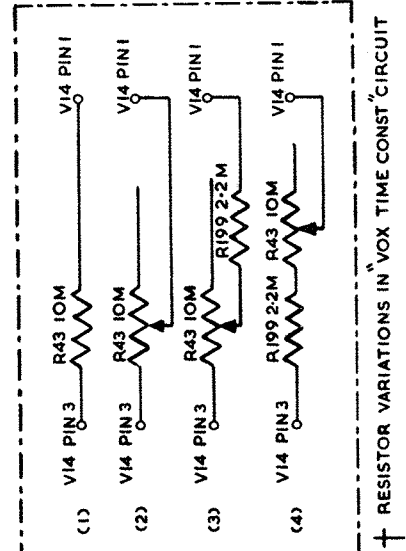 (1) V14 PIN 3 R43 10M V14 PIN 1
(2) V14 PIN 3 R43 10M V14 PIN 1
(3) V14 PIN 3 R43 10M R199 2·2M V14 PIN 1
(4) V14 PIN 3 R199 2·2M R43 10M V14 PIN 1
+ RESISTOR VARIATIONS IN "VOX TIME CONST" CIRCUIT